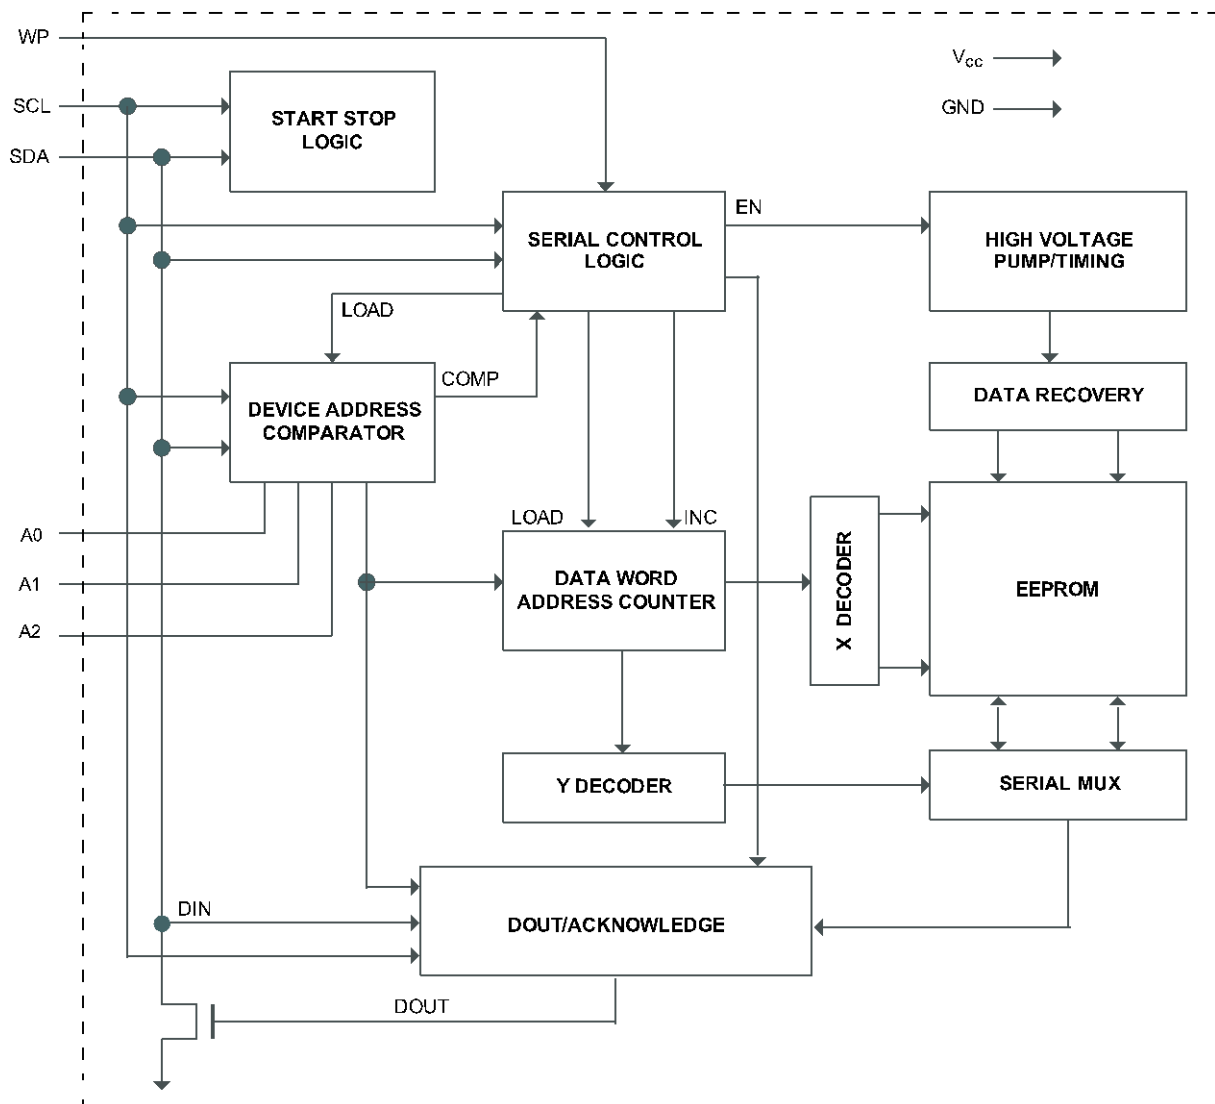 WP
V_CC
SCL
GND
START STOP
LOGIC
SDA
EN
SERIAL CONTROL
LOGIC
HIGH VOLTAGE
PUMP/TIMING
LOAD
COMP
DEVICE ADDRESS
COMPARATOR
DATA RECOVERY
A0
LOAD
INC
A1
DATA WORD
ADDRESS COUNTER
X DECODER
EEPROM
A2
Y DECODER
SERIAL MUX
DIN
DOUT/ACKNOWLEDGE
DOUT